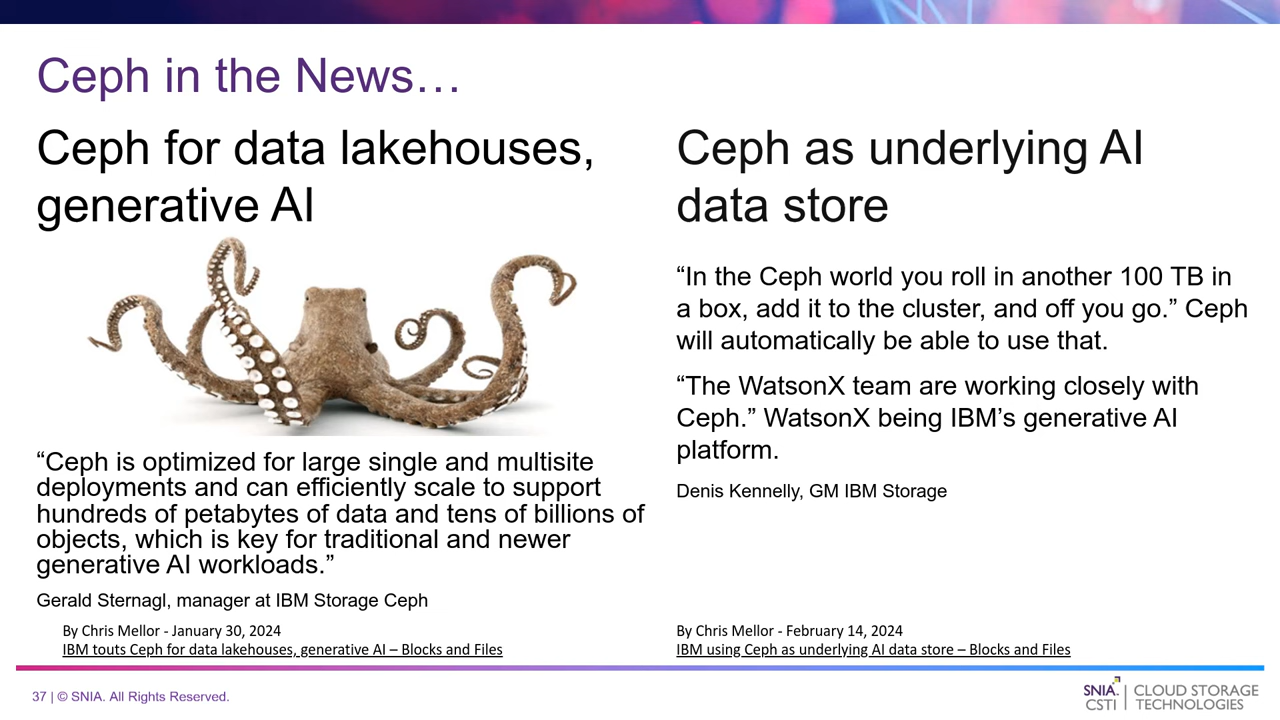 Ceph in the News…
Ceph for data lakehouses,
generative AI
“Ceph is optimized for large single and multisite
deployments and can efficiently scale to support
hundreds of petabytes of data and tens of billions of
objects, which is key for traditional and newer
generative AI workloads.”
Gerald Sternagl, manager at IBM Storage Ceph
By Chris Mellor - January 30, 2024
IBM touts Ceph for data lakehouses, generative AI – Blocks and Files
Ceph as underlying AI
data store
“In the Ceph world you roll in another 100 TB in
a box, add it to the cluster, and off you go.” Ceph
will automatically be able to use that.
“The WatsonX team are working closely with
Ceph.” WatsonX being IBM’s generative AI
platform.
Denis Kennelly, GM IBM Storage
By Chris Mellor - February 14, 2024
IBM using Ceph as underlying AI data store – Blocks and Files
37 | © SNIA. All Rights Reserved.
SNIA. | CLOUD STORAGE
CSTI | TECHNOLOGIES